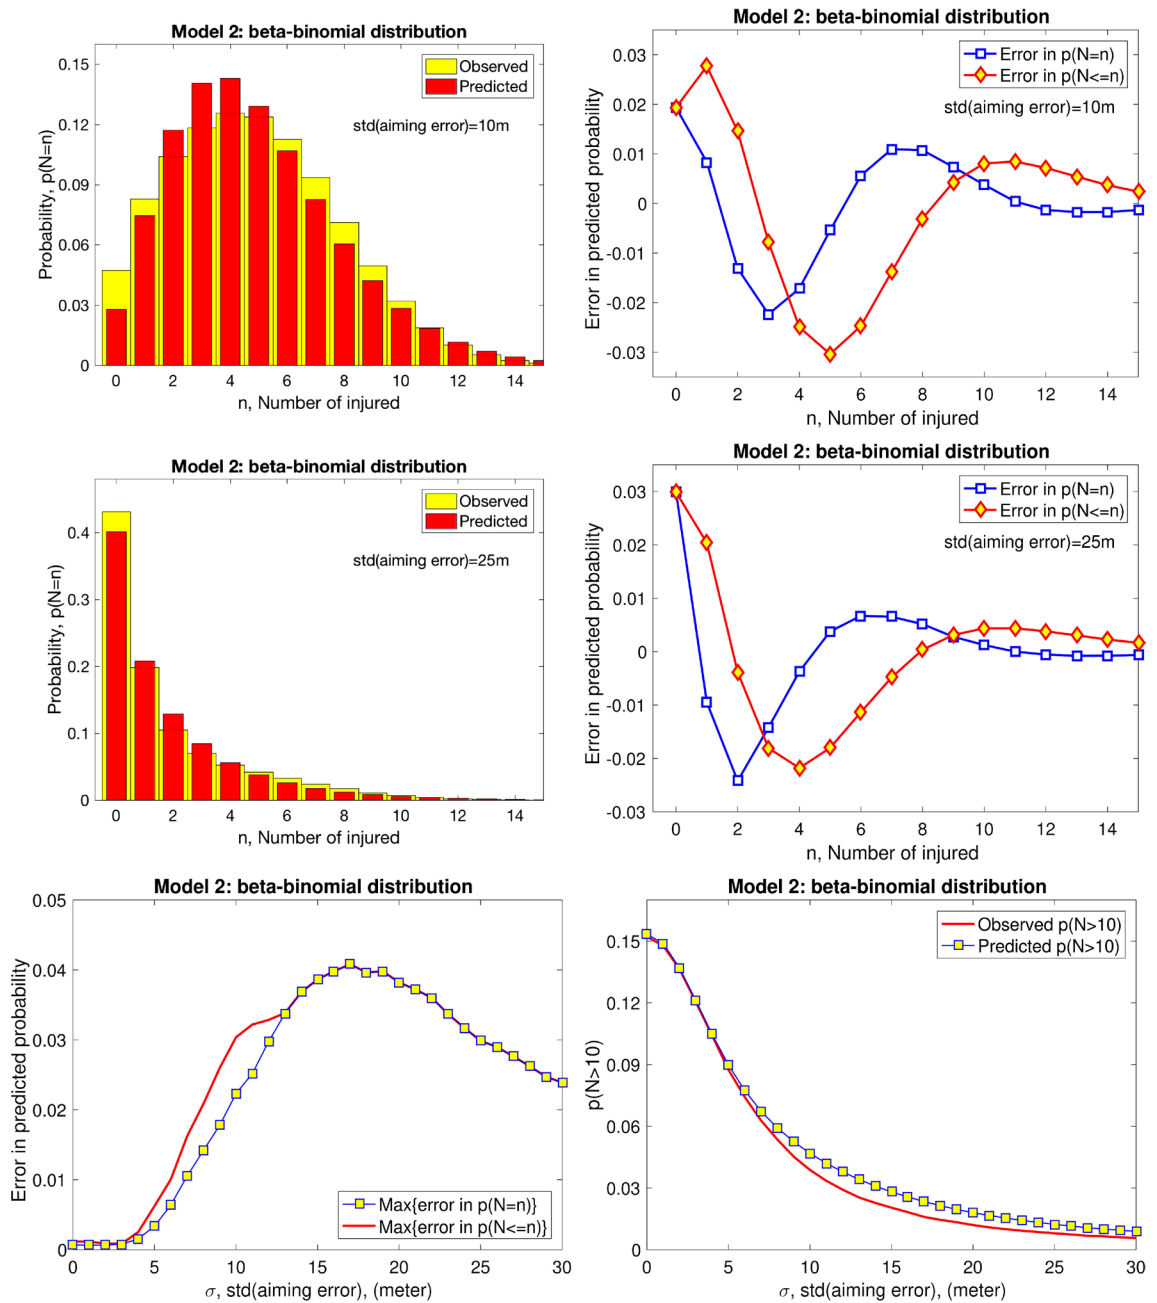 Model 2: beta-binomial distribution
Probability, p(N=n)
0.15
0.12
0.09
0.06
0.03
0
Observed
Predicted
std(aiming error)=10m
0 2 4 6 8 10 12 14
n, Number of injured
Model 2: beta-binomial distribution
Error in predicted probability
0.03
0.02
0.01
0
-0.01
-0.02
-0.03
Error in p(N=n)
Error in p(N<=n)
std(aiming error)=10m
0 2 4 6 8 10 12 14
n, Number of injured
Model 2: beta-binomial distribution
Probability, p(N=n)
0.4
0.3
0.2
0.1
0
Observed
Predicted
std(aiming error)=25m
0 2 4 6 8 10 12 14
n, Number of injured
Model 2: beta-binomial distribution
Error in predicted probability
0.03
0.02
0.01
0
-0.01
-0.02
-0.03
Error in p(N=n)
Error in p(N<=n)
std(aiming error)=25m
0 2 4 6 8 10 12 14
n, Number of injured
Model 2: beta-binomial distribution
Error in predicted probability
0.05
0.04
0.03
0.02
0.01
0
Max{error in p(N=n)}
Max{error in p(N<=n)}
0 5 10 15 20 25 30
σ, std(aiming error), (meter)
Model 2: beta-binomial distribution
p(N>10)
0.15
0.12
0.09
0.06
0.03
0
Observed p(N>10)
Predicted p(N>10)
0 5 10 15 20 25 30
σ, std(aiming error), (meter)